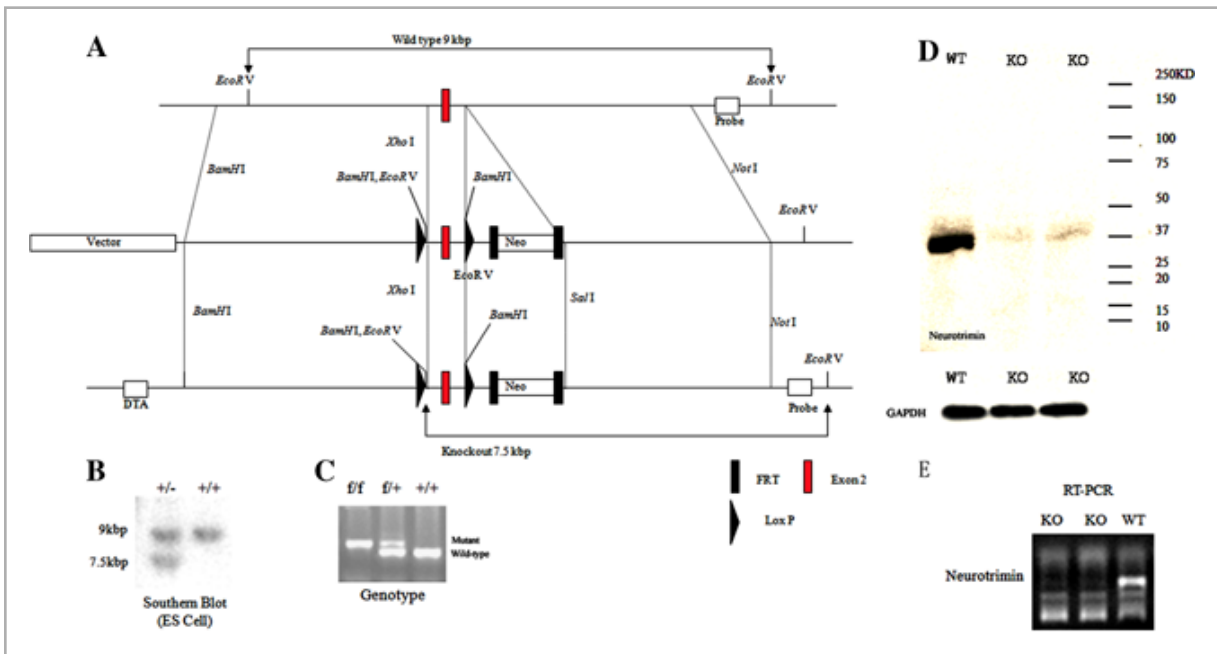 A
Wild type 9 kbp
EcoR V
EcoR V
Probe
BamH I
Xho I
Not I
BamH I, EcoR V
BamH I
EcoR V
Vector
Neo
EcoR V
BamH I
Xho I
Sal I
Not I
BamH I, EcoR V
BamH I
EcoR V
DTA
Neo
Probe
Knockout 7.5 kbp
FRT
Exon 2
Lox P
B
+/- +/+
9kbp
7.5kbp
Southern Blot
(ES Cell)
C
f/f f/+ +/+
Mutant
Wild-type
Genotype
D
WT KO KO
250KD
150
100
75
50
37
25
20
15
10
Neurotrimin
WT KO KO
GAPDH
E
RT-PCR
KO KO WT
Neurotrimin